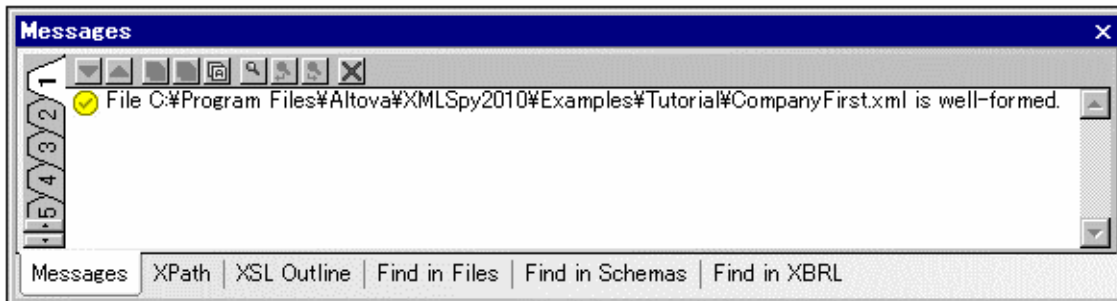 Messages
1
2
3
4
5
File C:¥Program Files¥Altova¥XMLSpy2010¥Examples¥Tutorial¥CompanyFirst.xml is well-formed.
Messages XPath XSL Outline Find in Files Find in Schemas Find in XBRL